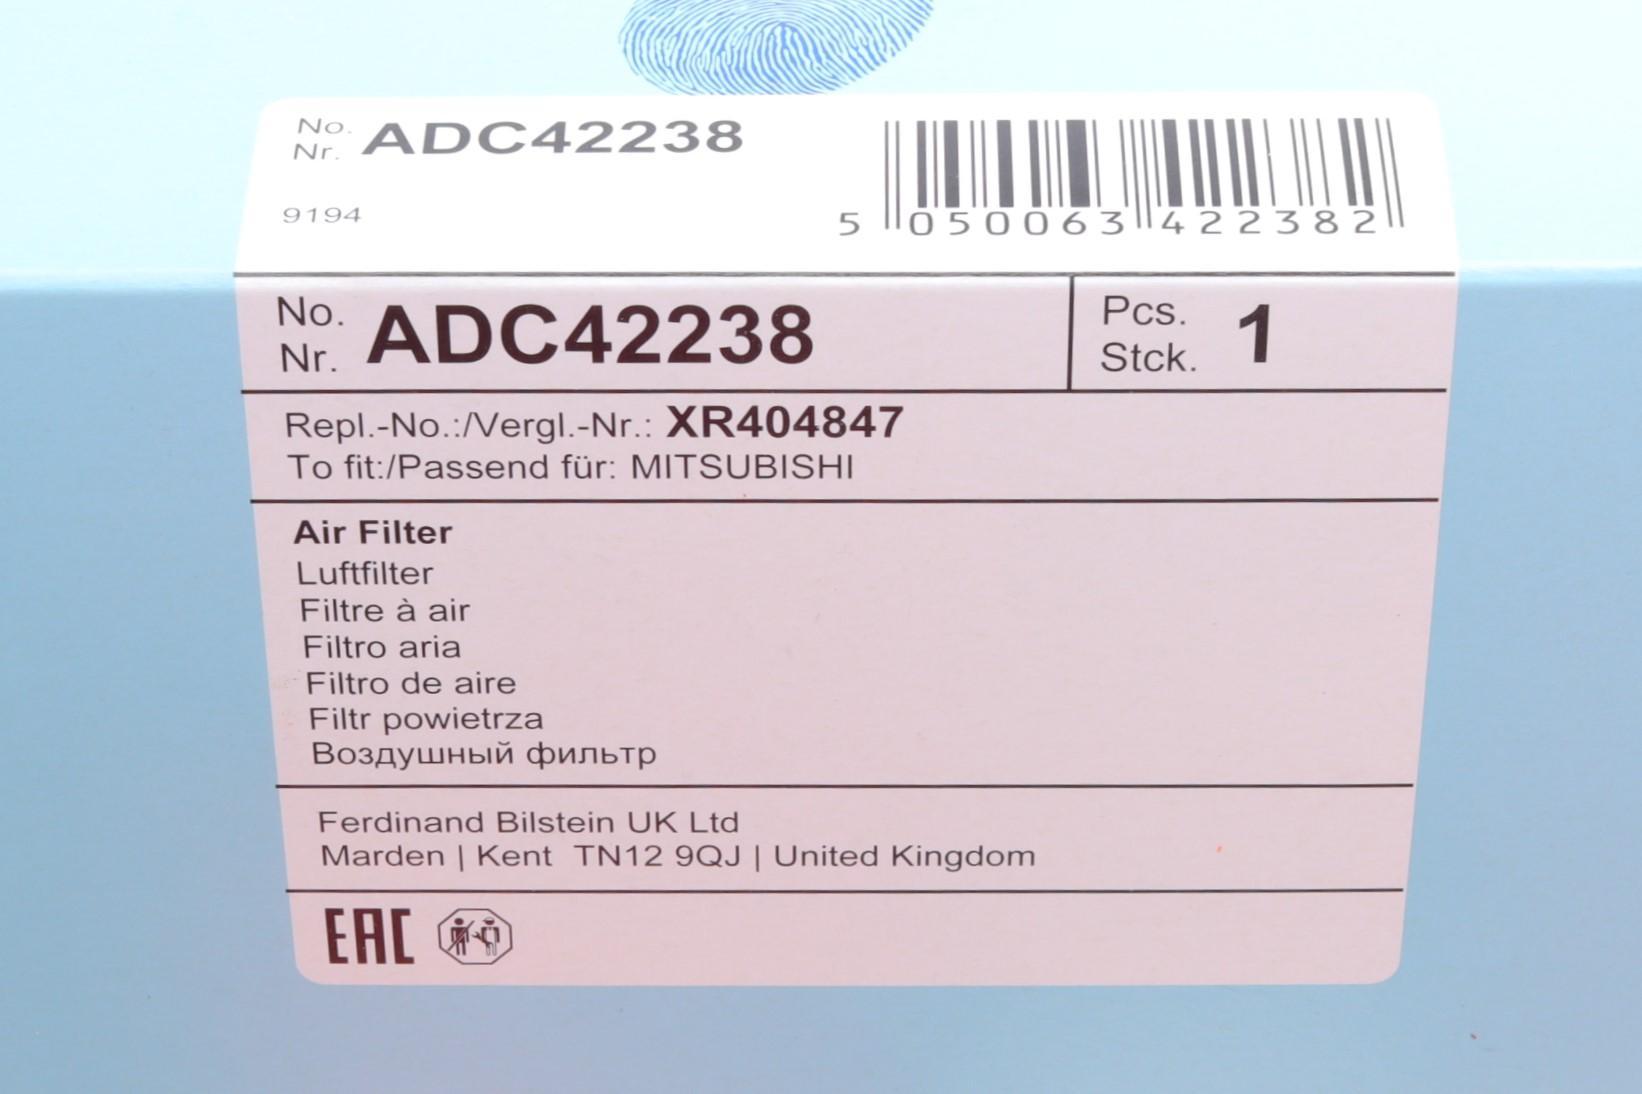 No.
Nr. ADC42238
9194
5 050063 422382
No.
Nr. ADC42238
Pcs.
Stck. 1
Repl.-No.:/Vergl.-Nr.: XR404847
To fit:/Passend für: MITSUBISHI
Air Filter
Luftfilter
Filtre à air
Filtro aria
Filtro de aire
Filtr powietrza
Воздушный фильтр
Ferdinand Bilstein UK Ltd
Marden | Kent TN12 9QJ | United Kingdom
EAC